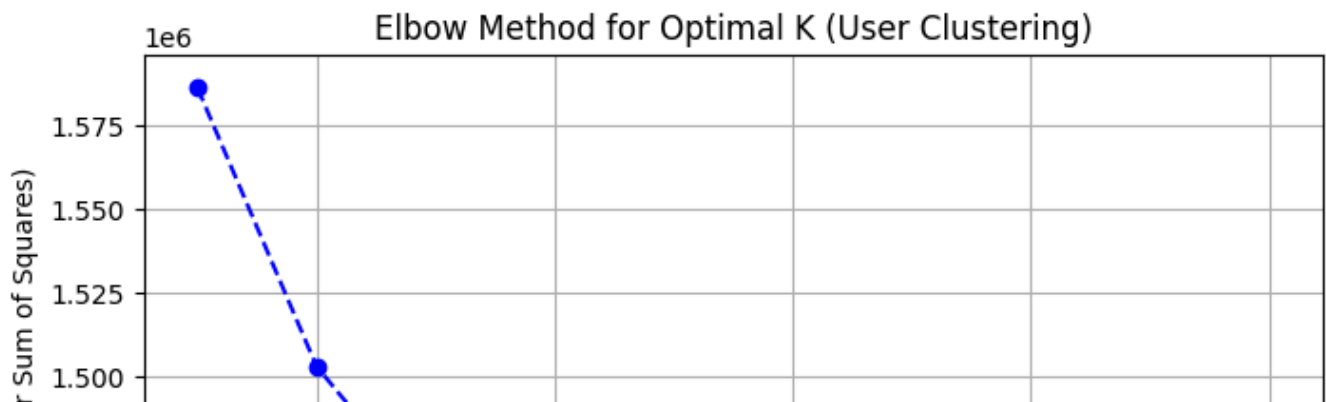 Elbow Method for Optimal K (User Clustering)
1e6
1.575
1.550
1.525
1.500
Sum of Squares)